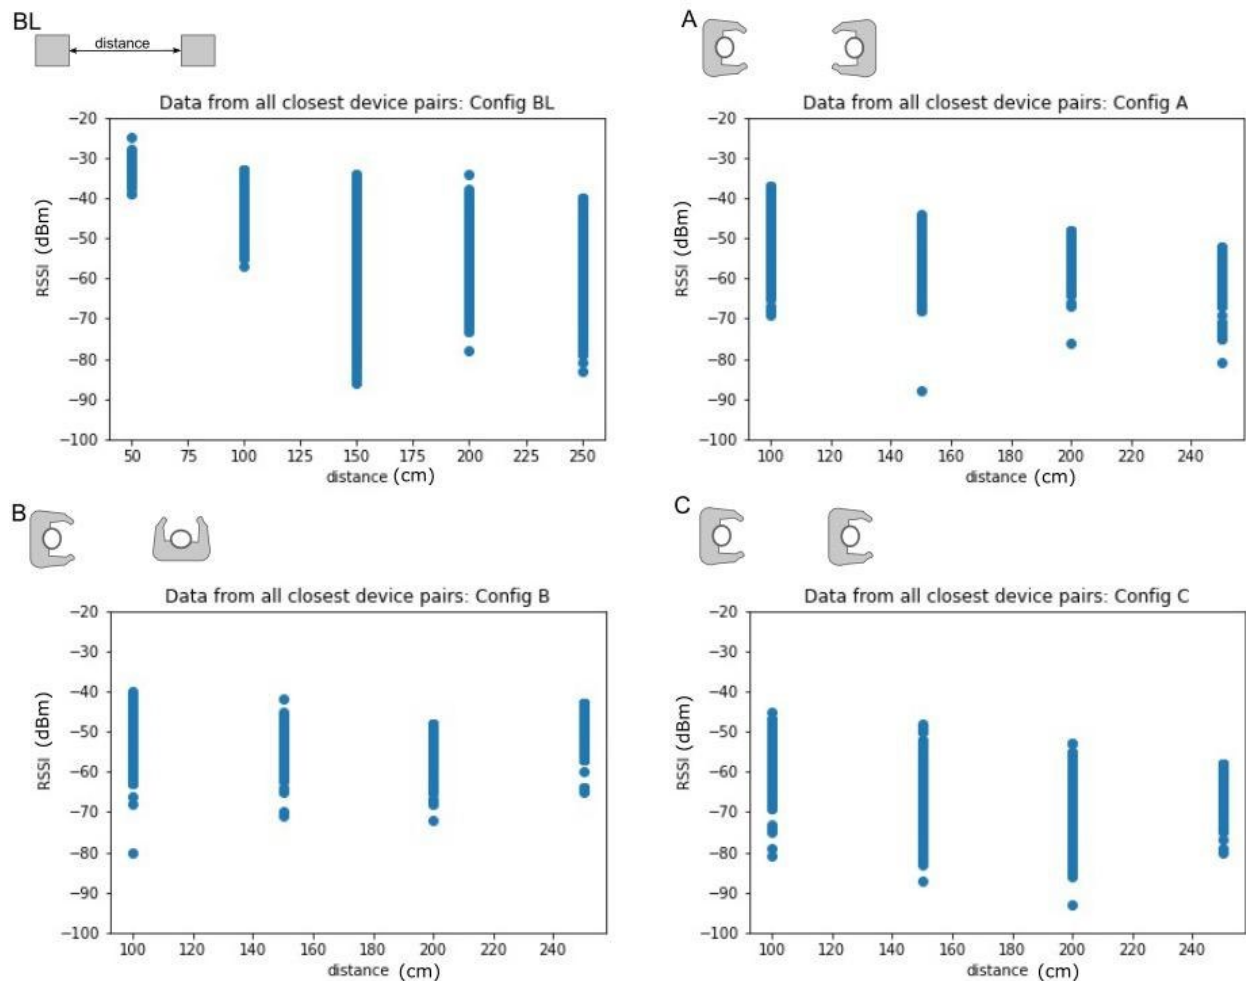 BL
distance
Data from all closest device pairs: Config BL
−20
−30
−40
−50
−60
−70
−80
−90
−100
RSSI (dBm)
50 75 100 125 150 175 200 225 250
distance (cm)
A
Data from all closest device pairs: Config A
−20
−30
−40
−50
−60
−70
−80
−90
−100
RSSI (dBm)
100 120 140 160 180 200 220 240
distance (cm)
B
Data from all closest device pairs: Config B
−20
−30
−40
−50
−60
−70
−80
−90
−100
RSSI (dBm)
100 120 140 160 180 200 220 240
distance (cm)
C
Data from all closest device pairs: Config C
−20
−30
−40
−50
−60
−70
−80
−90
−100
RSSI (dBm)
100 120 140 160 180 200 220 240
distance (cm)